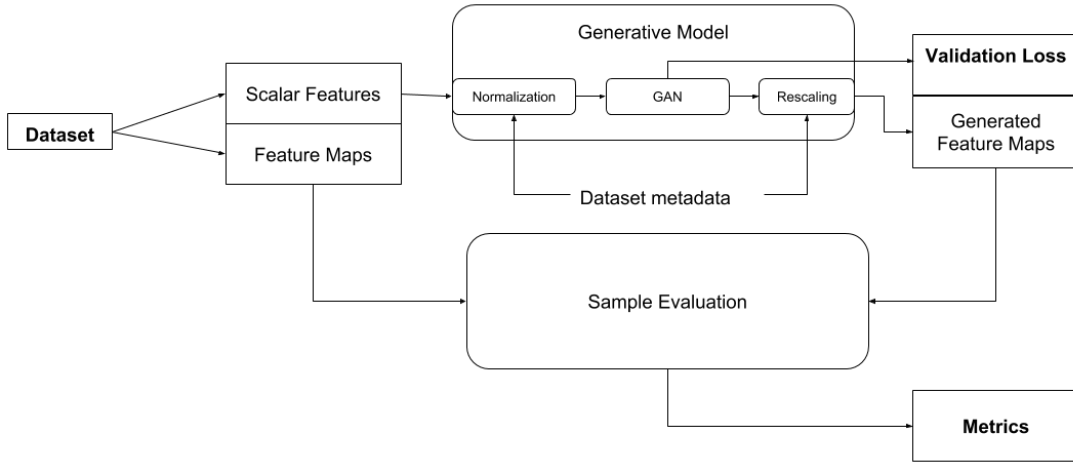 Generative Model
Validation Loss
Scalar Features
Normalization
GAN
Rescaling
Dataset
Generated
Feature Maps
Feature Maps
Dataset metadata
Sample Evaluation
Metrics